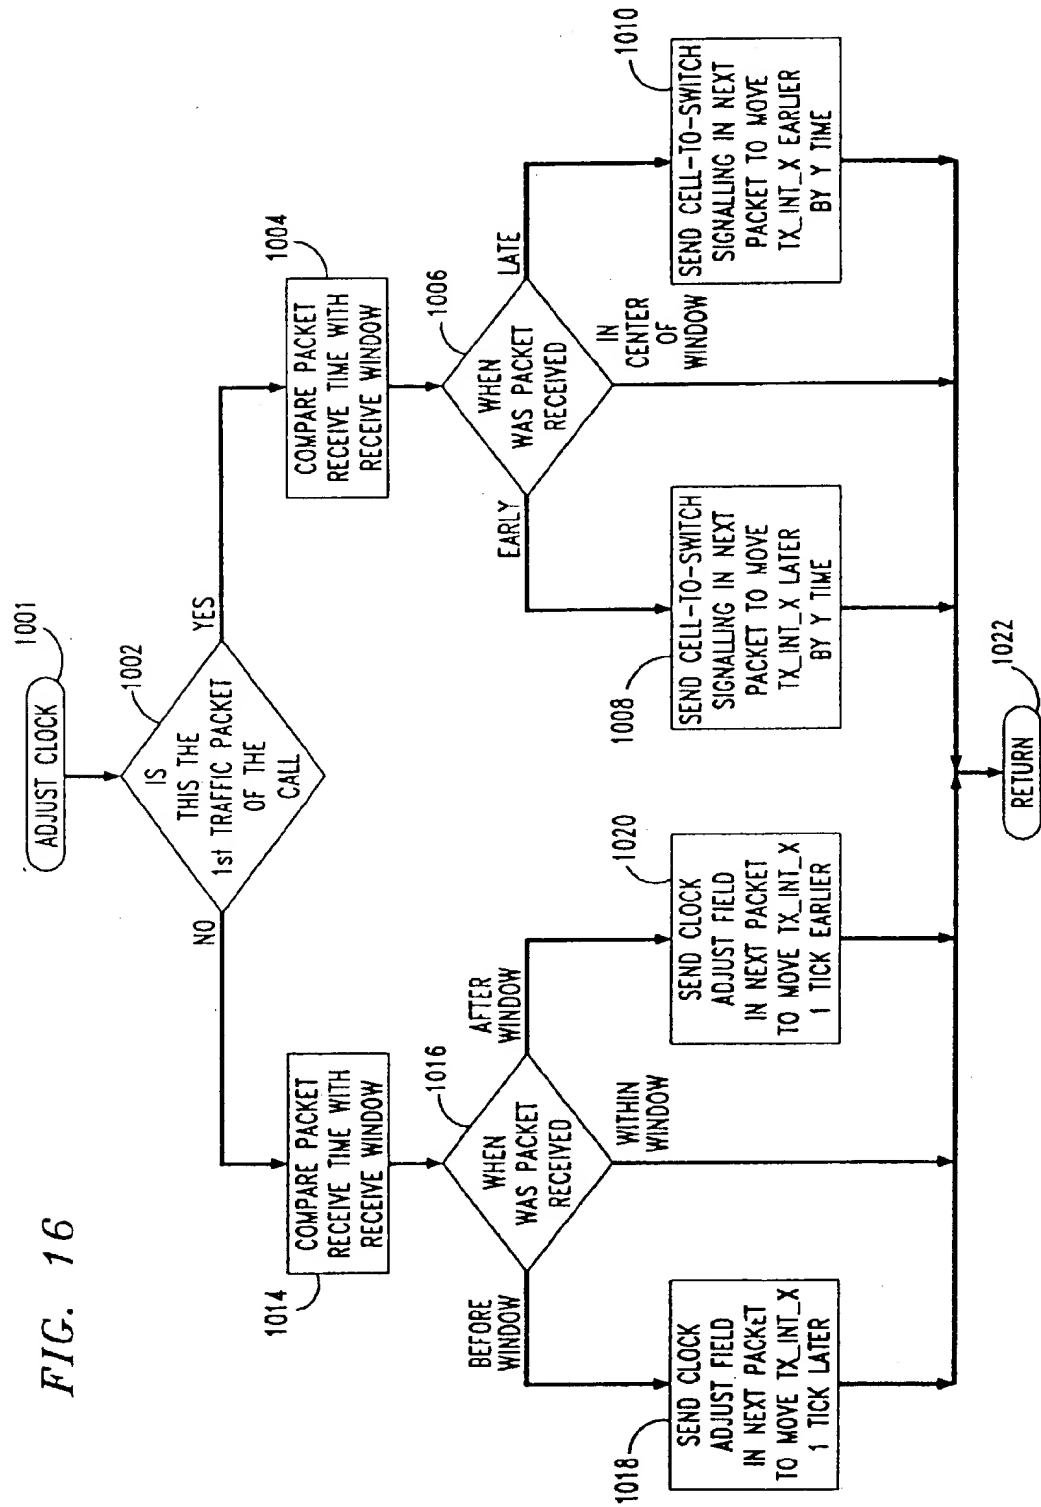 FIG. 16
ADJUST CLOCK
1001
IS
THIS THE
1st TRAFFIC PACKET
OF THE
CALL
1002
NO
YES
COMPARE PACKET
RECEIVE TIME WITH
RECEIVE WINDOW
1014
COMPARE PACKET
RECEIVE TIME WITH
RECEIVE WINDOW
1004
WHEN
WAS PACKET
RECEIVED
1016
BEFORE
WINDOW
AFTER
WINDOW
WITHIN
WINDOW
WHEN
WAS PACKET
RECEIVED
1006
EARLY
LATE
IN
CENTER
OF
WINDOW
SEND CLOCK
ADJUST FIELD
IN NEXT PACKET
TO MOVE TX_INT_X
1 TICK LATER
1018
SEND CLOCK
ADJUST FIELD
IN NEXT PACKET
TO MOVE TX_INT_X
1 TICK EARLIER
1020
SEND CELL-TO-SWITCH
SIGNALLING IN NEXT
PACKET TO MOVE
TX_INT_X LATER
BY Y TIME
1008
SEND CELL-TO-SWITCH
SIGNALLING IN NEXT
PACKET TO MOVE
TX_INT_X EARLIER
BY Y TIME
1010
RETURN
1022